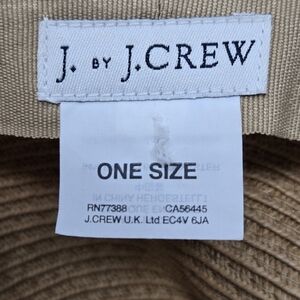 J. BY J.CREW
ONE SIZE
RN77388 CA56445
J.CREW U.K. Ltd EC4V 6JA